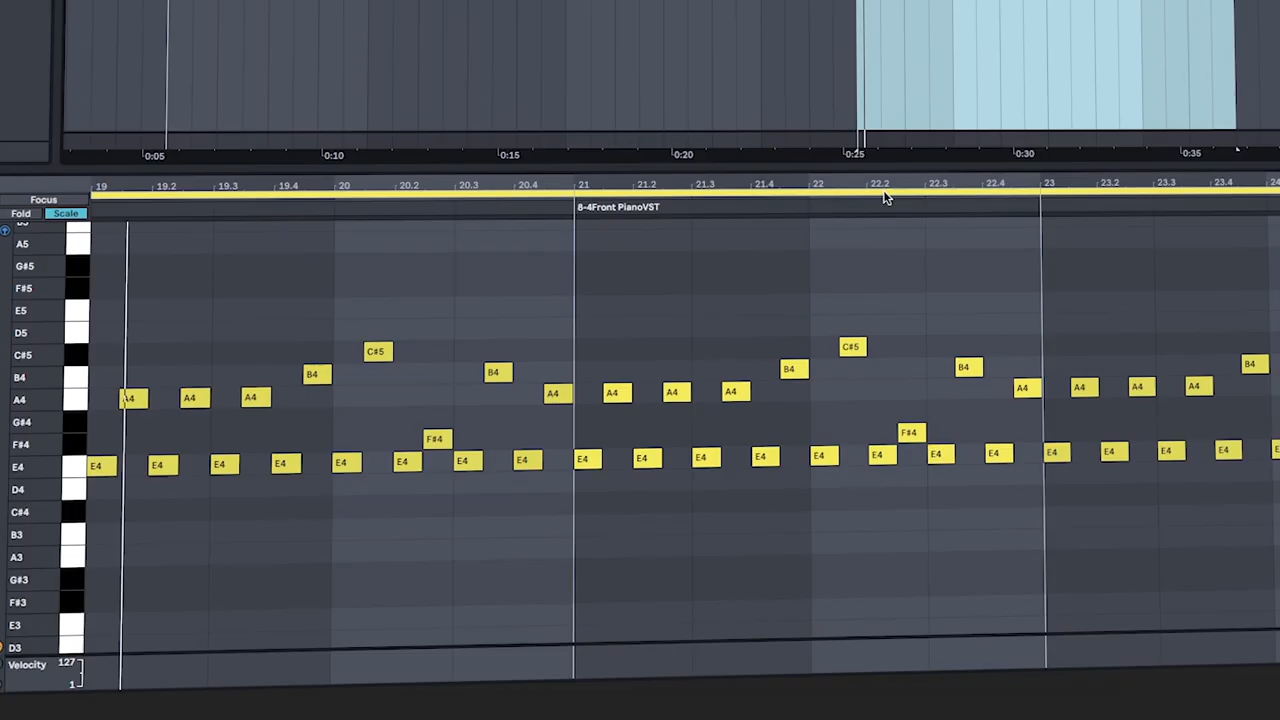 0:05 0:10 0:15 0:20 0:25 0:30 0:35
19 19.2 19.3 19.4 20 20.2 20.3 20.4 21 21.2 21.3 21.4 22 22.2 22.3 22.4 23 23.2 23.3 23.4
Focus
8-4Front PianoVST
Fold Scale
A5
G#5
F#5
E5
D5
C#5 C#5 C#5
B4 B4 B4 B4 B4 B4
A4 A4 A4 A4 A4 A4 A4 A4 A4 A4 A4 A4
G#4
F#4 F#4 F#4
E4 E4 E4 E4 E4 E4 E4 E4 E4 E4 E4 E4 E4 E4 E4 E4 E4 E4 E4 E4 E4
D4
C#4
B3
A3
G#3
F#3
E3
D3
Velocity 127
1